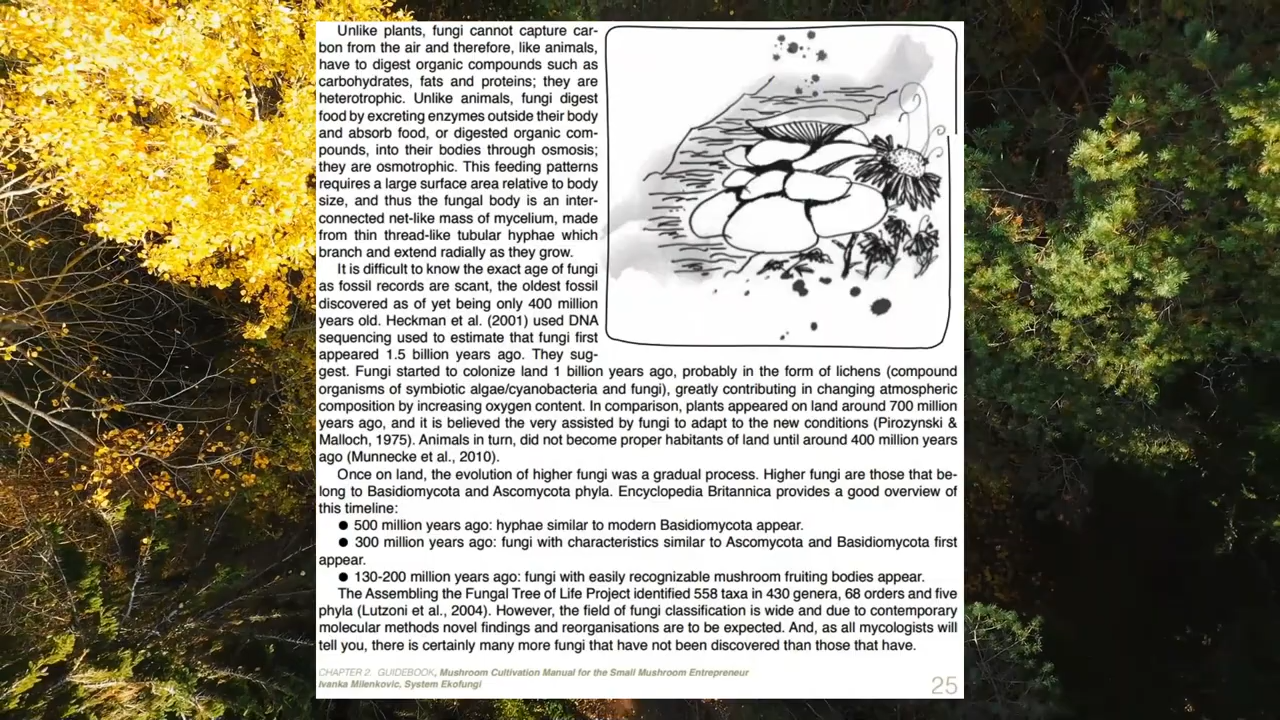 Unlike plants, fungi cannot capture car-
bon from the air and therefore, like animals,
have to digest organic compounds such as
carbohydrates, fats and proteins; they are
heterotrophic. Unlike animals, fungi digest
food by excreting enzymes outside their body
and absorb food, or digested organic com-
pounds, into their bodies through osmosis;
they are osmotrophic. This feeding patterns
requires a large surface area relative to body
size, and thus the fungal body is an inter-
connected net-like mass of mycelium, made
from thin thread-like tubular hyphae which
branch and extend radially as they grow.
It is difficult to know the exact age of fungi
as fossil records are scant, the oldest fossil
discovered as of yet being only 400 million
years old. Heckman et al. (2001) used DNA
sequencing used to estimate that fungi first
appeared 1.5 billion years ago. They sug-
gest. Fungi started to colonize land 1 billion years ago, probably in the form of lichens (compound
organisms of symbiotic algae/cyanobacteria and fungi), greatly contributing in changing atmospheric
composition by increasing oxygen content. In comparison, plants appeared on land around 700 million
years ago, and it is believed the very assisted by fungi to adapt to the new conditions (Pirozynski &
Malloch, 1975). Animals in turn, did not become proper habitants of land until around 400 million years
ago (Munnecke et al., 2010).
Once on land, the evolution of higher fungi was a gradual process. Higher fungi are those that be-
long to Basidiomycota and Ascomycota phyla. Encyclopedia Britannica provides a good overview of
this timeline:
● 500 million years ago: hyphae similar to modern Basidiomycota appear.
● 300 million years ago: fungi with characteristics similar to Ascomycota and Basidiomycota first
appear.
● 130-200 million years ago: fungi with easily recognizable mushroom fruiting bodies appear.
The Assembling the Fungal Tree of Life Project identified 558 taxa in 430 genera, 68 orders and five
phyla (Lutzoni et al., 2004). However, the field of fungi classification is wide and due to contemporary
molecular methods novel findings and reorganisations are to be expected. And, as all mycologists will
tell you, there is certainly many more fungi that have not been discovered than those that have.
CHAPTER 2. GUIDEBOOK, Mushroom Cultivation Manual for the Small Mushroom Entrepreneur
Ivanka Milenkovic, System Ekofungi
25